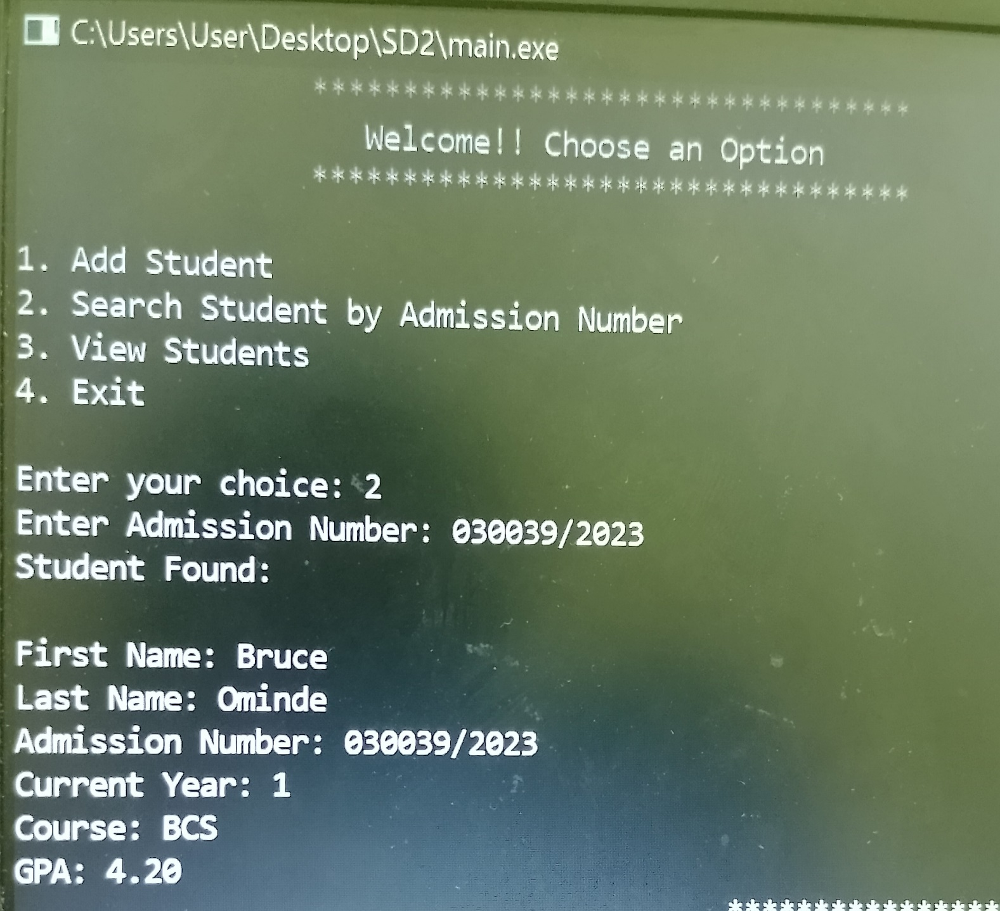 C:\Users\User\Desktop\SD2\main.exe
**********************************
Welcome!! Choose an Option
**********************************
1. Add Student
2. Search Student by Admission Number
3. View Students
4. Exit
Enter your choice: 2
Enter Admission Number: 030039/2023
Student Found:
First Name: Bruce
Last Name: Ominde
Admission Number: 030039/2023
Current Year: 1
Course: BCS
GPA: 4.20
****************